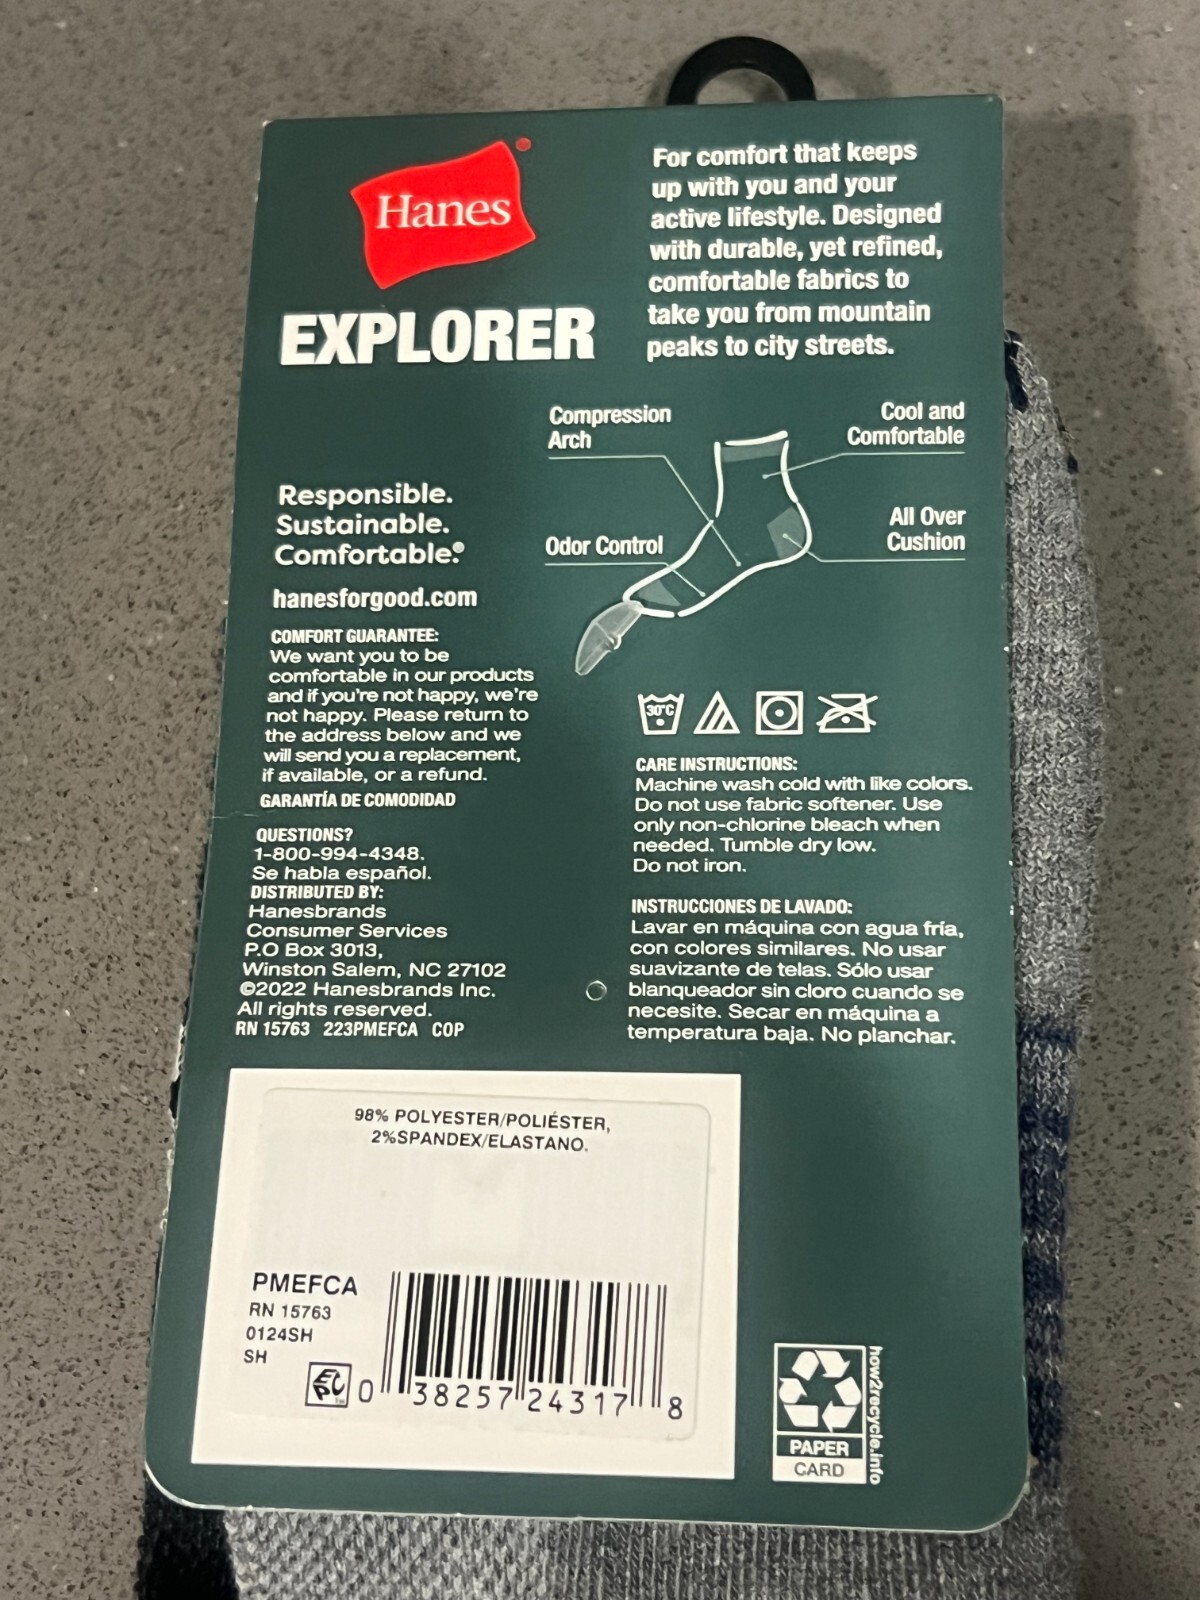 Hanes
EXPLORER
For comfort that keeps
up with you and your
active lifestyle. Designed
with durable, yet refined,
comfortable fabrics to
take you from mountain
peaks to city streets.
Compression
Arch
Cool and
Comfortable
Odor Control
All Over
Cushion
Responsible.
Sustainable.
Comfortable.®
hanesforgood.com
COMFORT GUARANTEE:
We want you to be
comfortable in our products
and if you're not happy, we're
not happy. Please return to
the address below and we
will send you a replacement,
if available, or a refund.
GARANTÍA DE COMODIDAD
QUESTIONS?
1-800-994-4348.
Se habla español.
DISTRIBUTED BY:
Hanesbrands
Consumer Services
P.O Box 3013,
Winston Salem, NC 27102
©2022 Hanesbrands Inc.
All rights reserved.
RN 15763 223PMEFCA COP
30°C
CARE INSTRUCTIONS:
Machine wash cold with like colors.
Do not use fabric softener. Use
only non-chlorine bleach when
needed. Tumble dry low.
Do not iron.
INSTRUCCIONES DE LAVADO:
Lavar en máquina con agua fría,
con colores similares. No usar
suavizante de telas. Sólo usar
blanqueador sin cloro cuando se
necesite. Secar en máquina a
temperatura baja. No planchar.
98% POLYESTER/POLIÉSTER,
2%SPANDEX/ELASTANO.
PMEFCA
RN 15763
0124SH
SH
EPC
0 38257 24317 8
PAPER
CARD
how2recycle.info